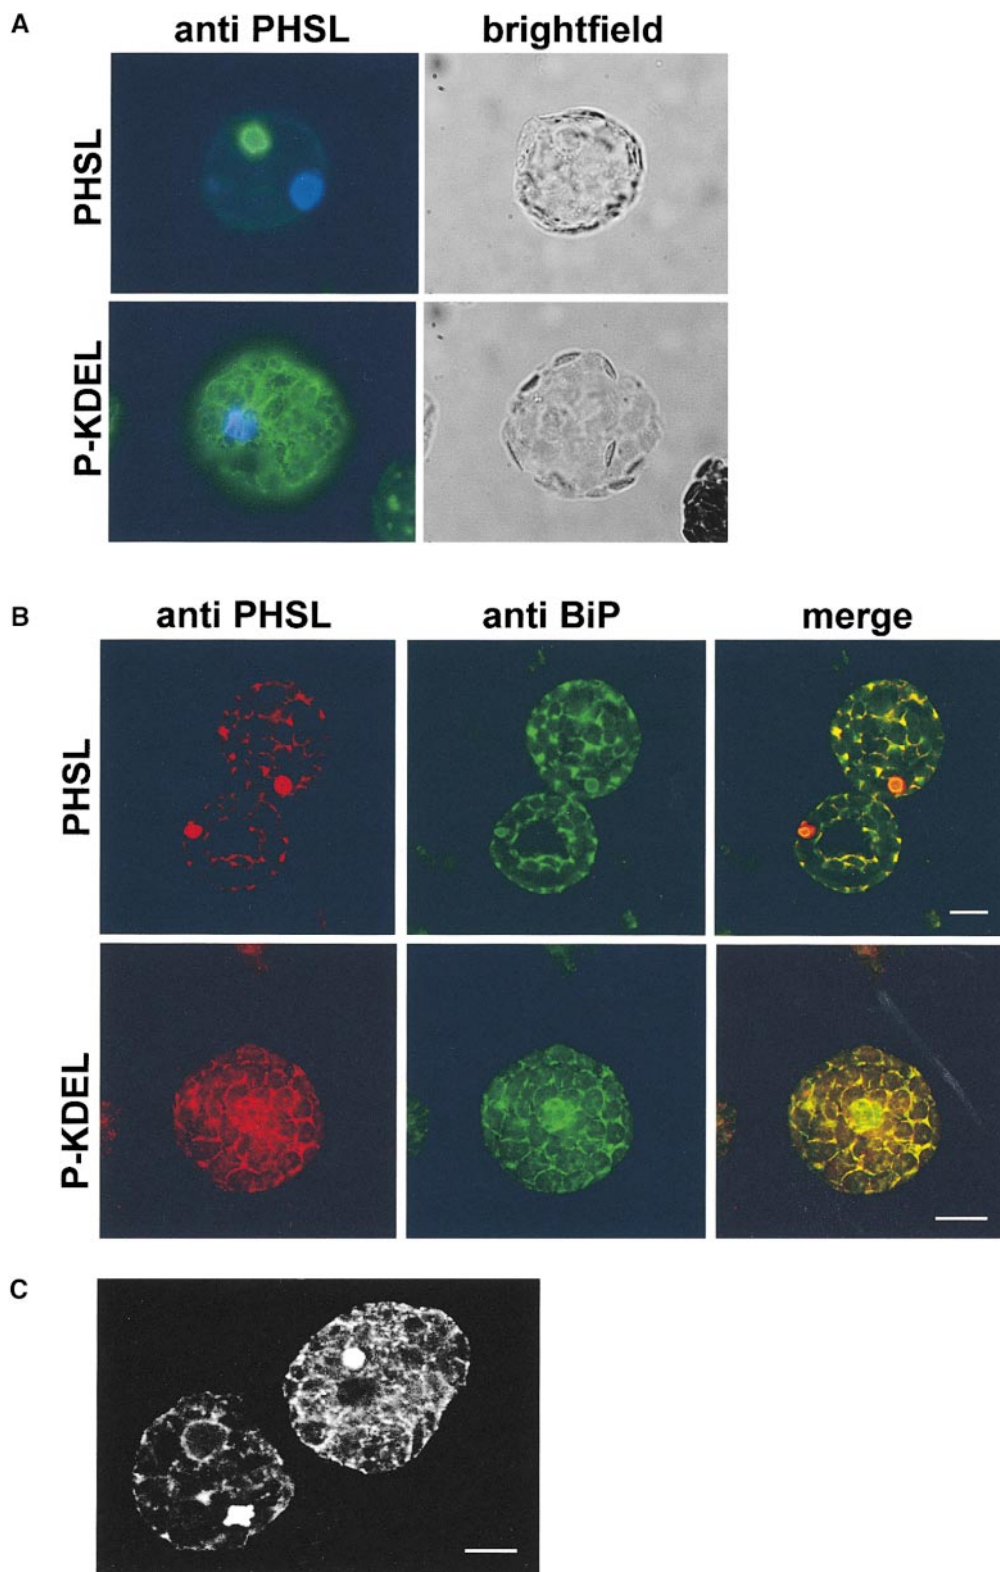 A
anti PHSL brightfield
PHSL
P-KDEL
B
anti PHSL anti BiP merge
PHSL
P-KDEL
C